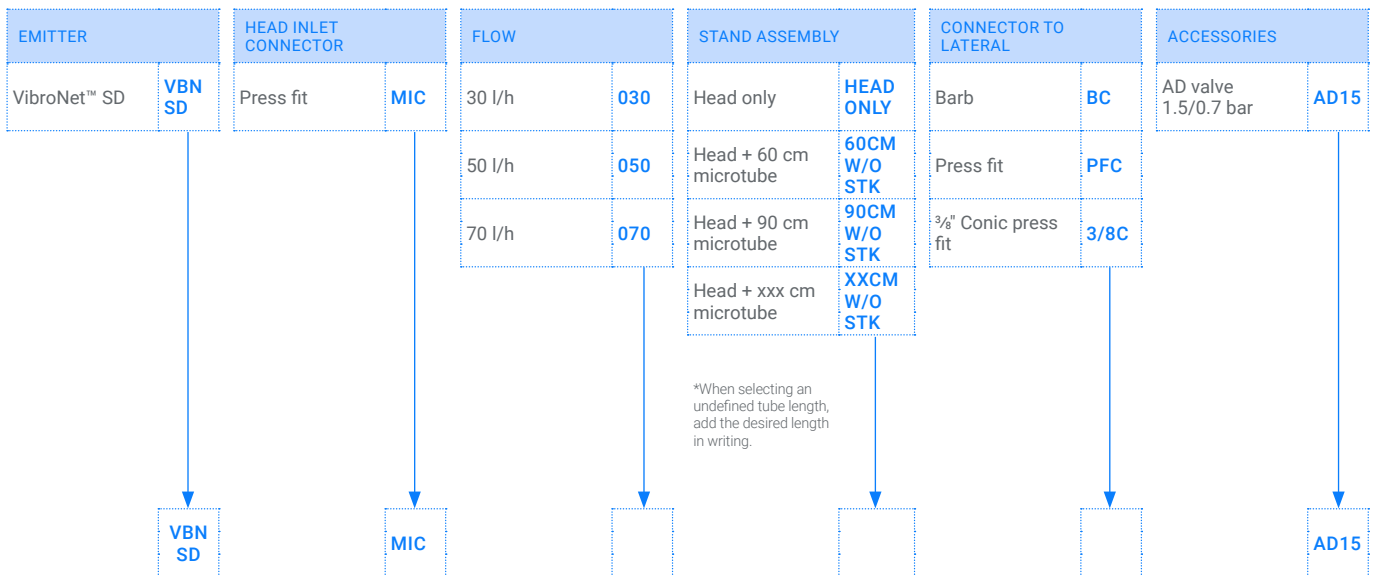 EMITTER
HEAD INLET
CONNECTOR
FLOW
STAND ASSEMBLY
CONNECTOR TO
LATERAL
ACCESSORIES
VibroNet™ SD
VBN
SD
Press fit
MIC
30 l/h
030
Head only
HEAD
ONLY
Barb
BC
AD valve
1.5/0.7 bar
AD15
50 l/h
050
Head + 60 cm
microtube
60CM
W/O
STK
Press fit
PFC
70 l/h
070
Head + 90 cm
microtube
90CM
W/O
STK
³⁄₈" Conic press
fit
3/8C
Head + xxx cm
microtube
XXCM
W/O
STK
*When selecting an
undefined tube length,
add the desired length
in writing.
VBN
SD
MIC
AD15